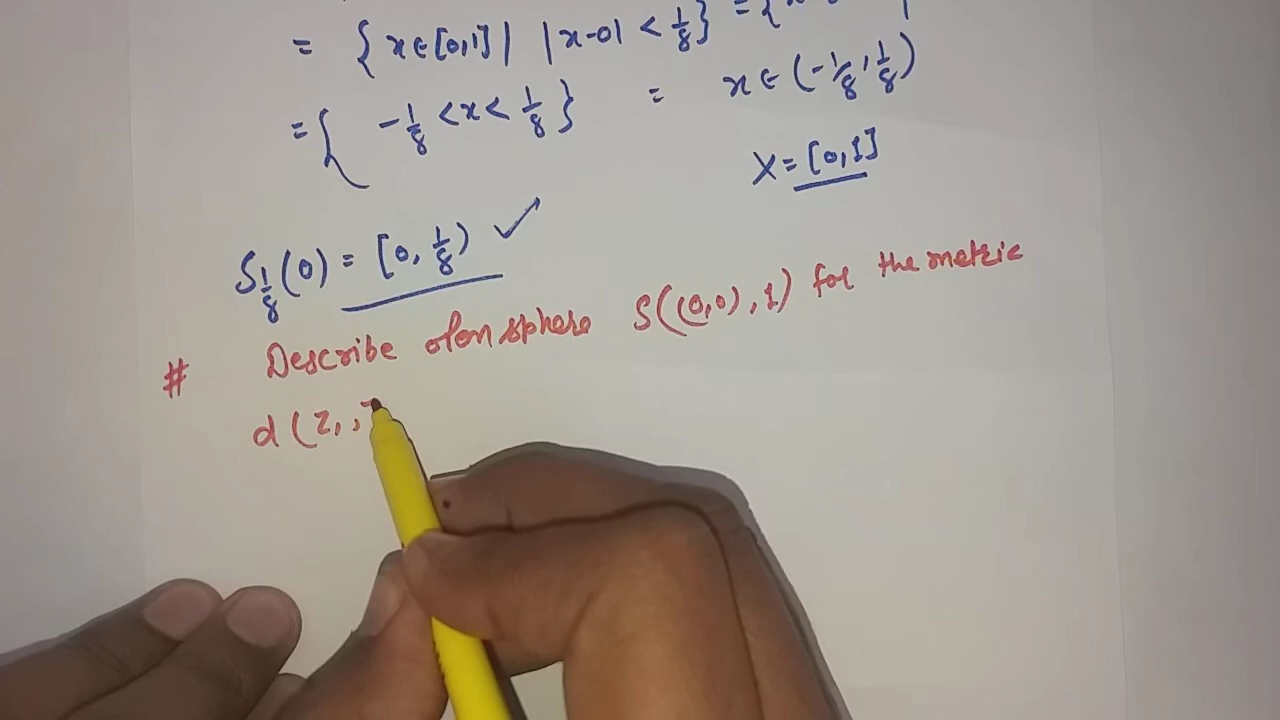 = {x∈[0,1] | |x-0| < 1/8} = {x
= { -1/8 < x < 1/8 } = x ∈ (-1/8, 1/8)
X = [0,1]
S1/8(0) = [0, 1/8) ✓
# Describe open sphere S((0,0), 1) for the metric
d(z1,